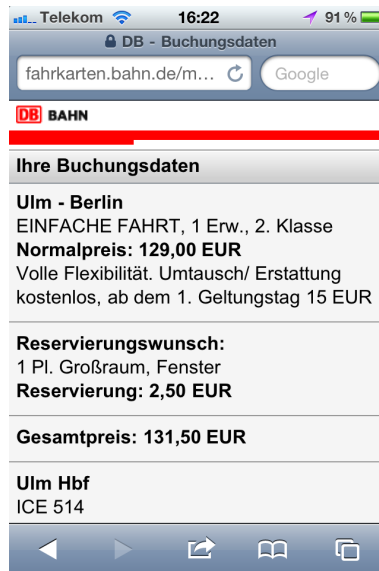 Telekom 16:22 91 %
DB - Buchungsdaten
fahrkarten.bahn.de/m... Google
DB BAHN
Ihre Buchungsdaten
Ulm - Berlin
EINFACHE FAHRT, 1 Erw., 2. Klasse
Normalpreis: 129,00 EUR
Volle Flexibilität. Umtausch/ Erstattung
kostenlos, ab dem 1. Geltungstag 15 EUR
Reservierungswunsch:
1 Pl. Großraum, Fenster
Reservierung: 2,50 EUR
Gesamtpreis: 131,50 EUR
Ulm Hbf
ICE 514